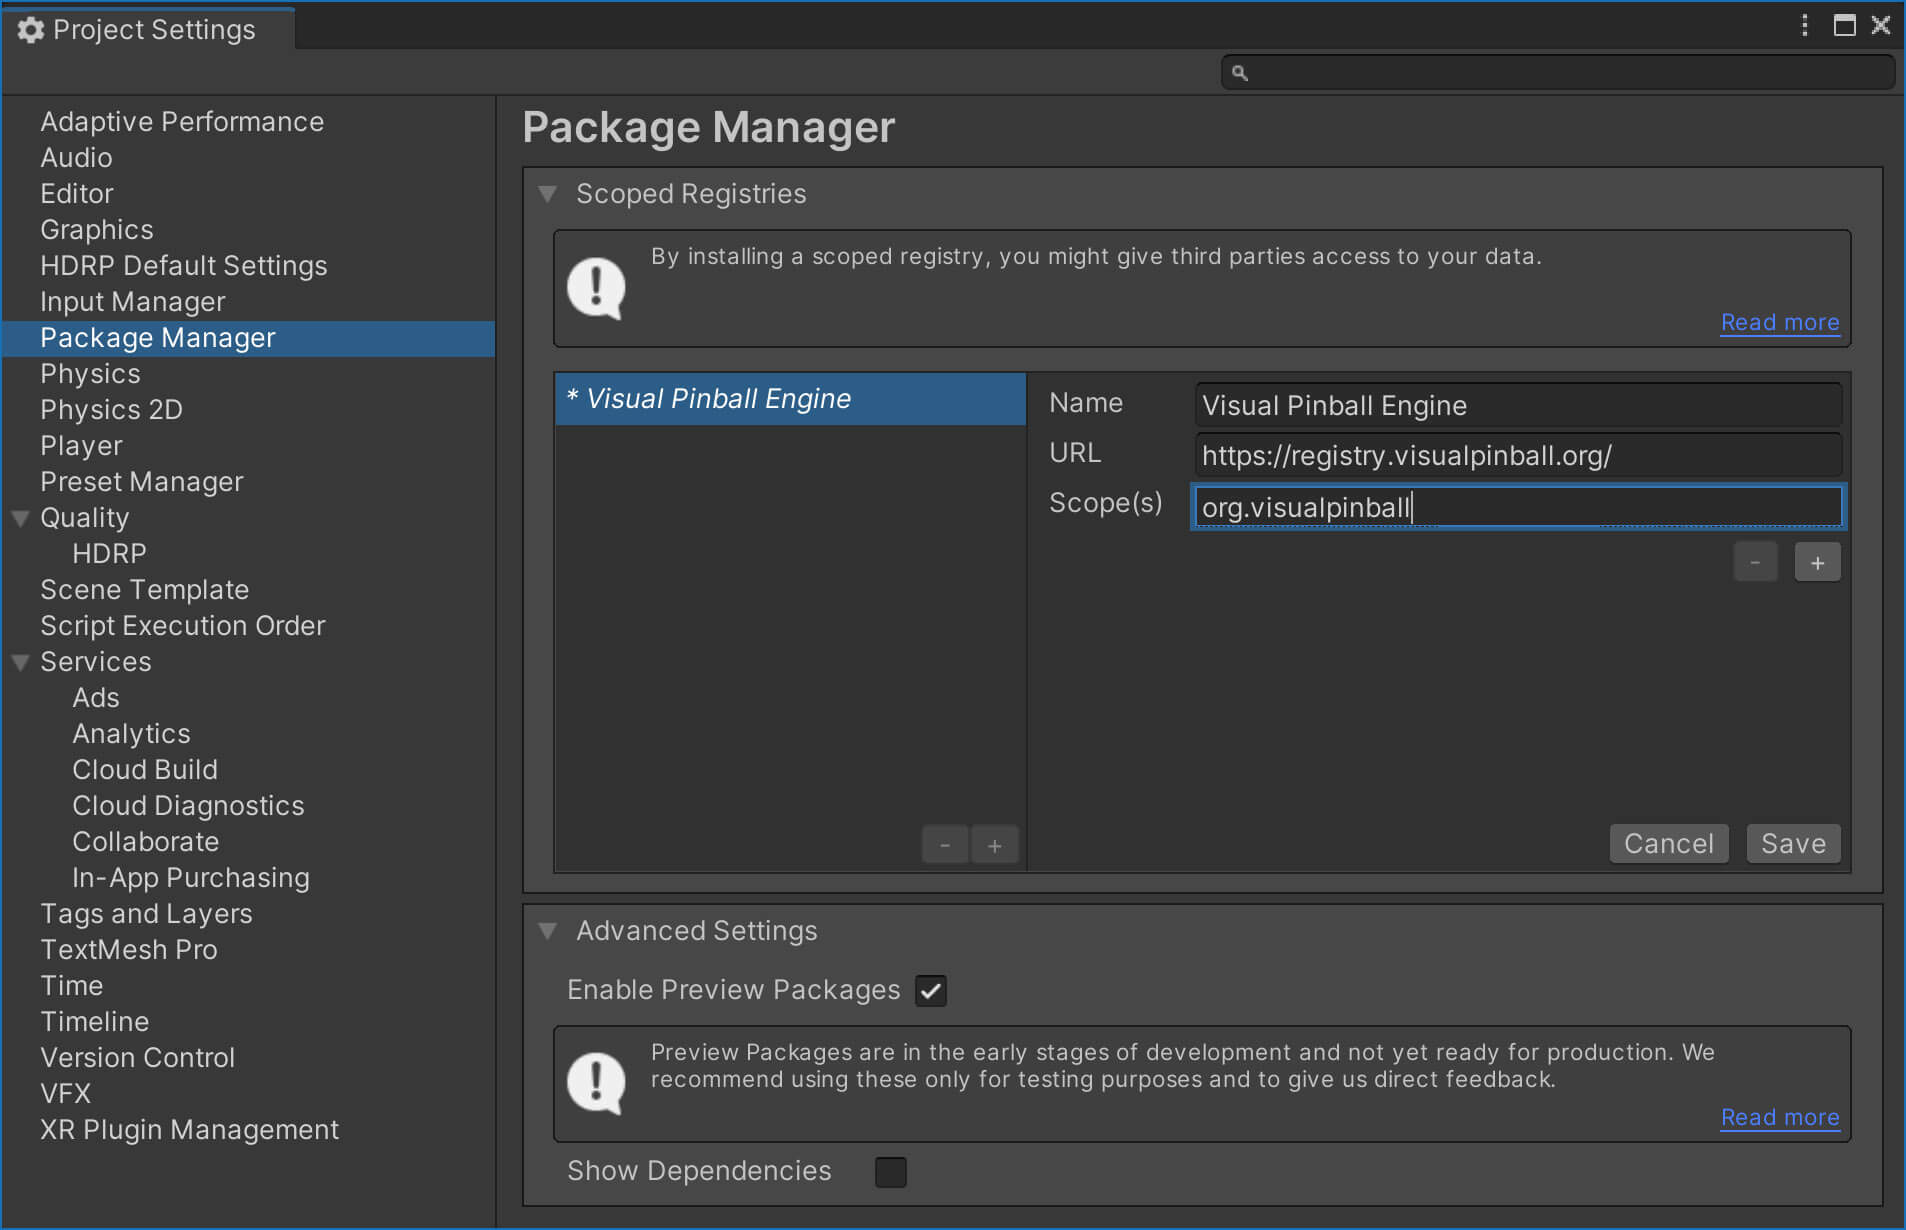 Project Settings
Adaptive Performance
Audio
Editor
Graphics
HDRP Default Settings
Input Manager
Package Manager
Physics
Physics 2D
Player
Preset Manager
Quality
HDRP
Scene Template
Script Execution Order
Services
Ads
Analytics
Cloud Build
Cloud Diagnostics
Collaborate
In-App Purchasing
Tags and Layers
TextMesh Pro
Time
Timeline
Version Control
VFX
XR Plugin Management
Package Manager
Scoped Registries
By installing a scoped registry, you might give third parties access to your data.
Read more
* Visual Pinball Engine
- +
Name Visual Pinball Engine
URL https://registry.visualpinball.org/
Scope(s) org.visualpinball
- +
Cancel Save
Advanced Settings
Enable Preview Packages
Preview Packages are in the early stages of development and not yet ready for production. We
recommend using these only for testing purposes and to give us direct feedback.
Read more
Show Dependencies